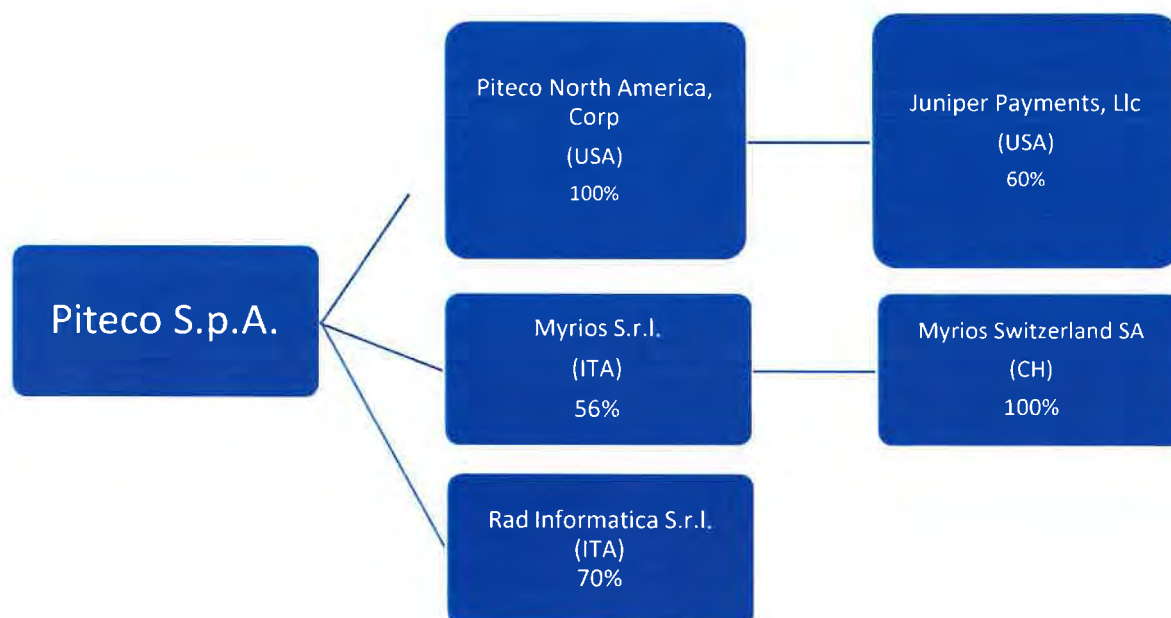 Piteco S.p.A.
Piteco North America,
Corp
(USA)
100%
Juniper Payments, Llc
(USA)
60%
Myrios S.r.l.
(ITA)
56%
Myrios Switzerland SA
(CH)
100%
Rad Informatica S.r.l.
(ITA)
70%